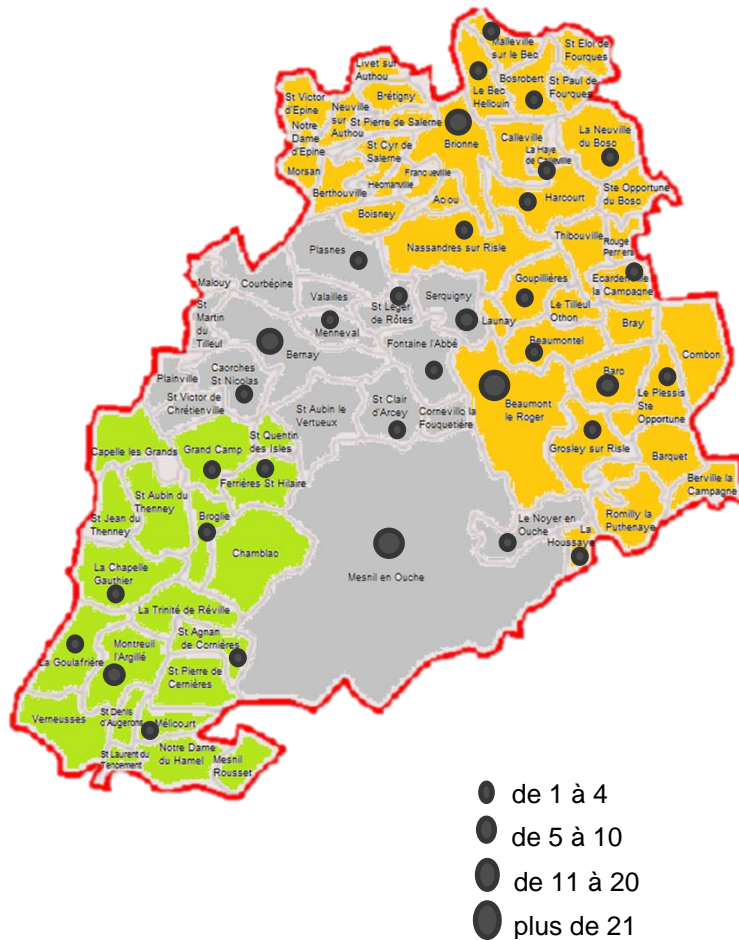 Malleville
sur le Bec
St Eloi de
Fourques
Livet sur
Authou
Bosrobert
St Paul de
Fourques
Le Bec
Hellouin
Brétigny
St Victor
d'Epine
Neuville
sur
Authou
St Pierre de Salerne
Notre
Dame
d'Epine
Brionne
Calleville
La Neuville
du Bosc
St Cyr de
Salerne
La Haye
de Calleville
Morsan
Franqueville
Hecmanville
Berthouville
Aclou
Harcourt
Ste Opportune
du Bosc
Boisney
Nassandres sur Risle
Thibouville
Rouge
Perriers
Plasnes
Malouy
Courbépine
Goupillières
Ecardenville
la Campagne
Valailles
St Léger
de Rôtes
Serquigny
Le Tilleul
Othon
St
Martin
du
Tilleul
Menneval
Launay
Bray
Bernay
Fontaine l'Abbé
Beaumontel
Combon
Plainville
Caorches
St Nicolas
Barc
St Victor de
Chrétienville
St Aubin le
Vertueux
St Clair
d'Arcey
Corneville la
Fouquetière
Beaumont
le Roger
Le Plessis
Ste
Opportune
Capelle les Grands
Grand Camp
St Quentin
des Isles
Grosley sur Risle
Barquet
Ferrières St Hilaire
Berville la
Campagne
St Aubin du
Thenney
St Jean du
Thenney
Broglie
Chamblac
Le Noyer en
Ouche
Romilly la
Puthenaye
La
Houssaye
La Chapelle
Gauthier
Mesnil en Ouche
La Trinité de Réville
St Agnan
de Cernières
La Goulafrière
Montreuil
l'Argillé
St Pierre de
Cernières
Verneusses
St Denis
d'Augerons
Mélicourt
St Laurent du
Tencement
Notre Dame
du Hamel
Mesnil
Rousset
de 1 à 4
de 5 à 10
de 11 à 20
plus de 21